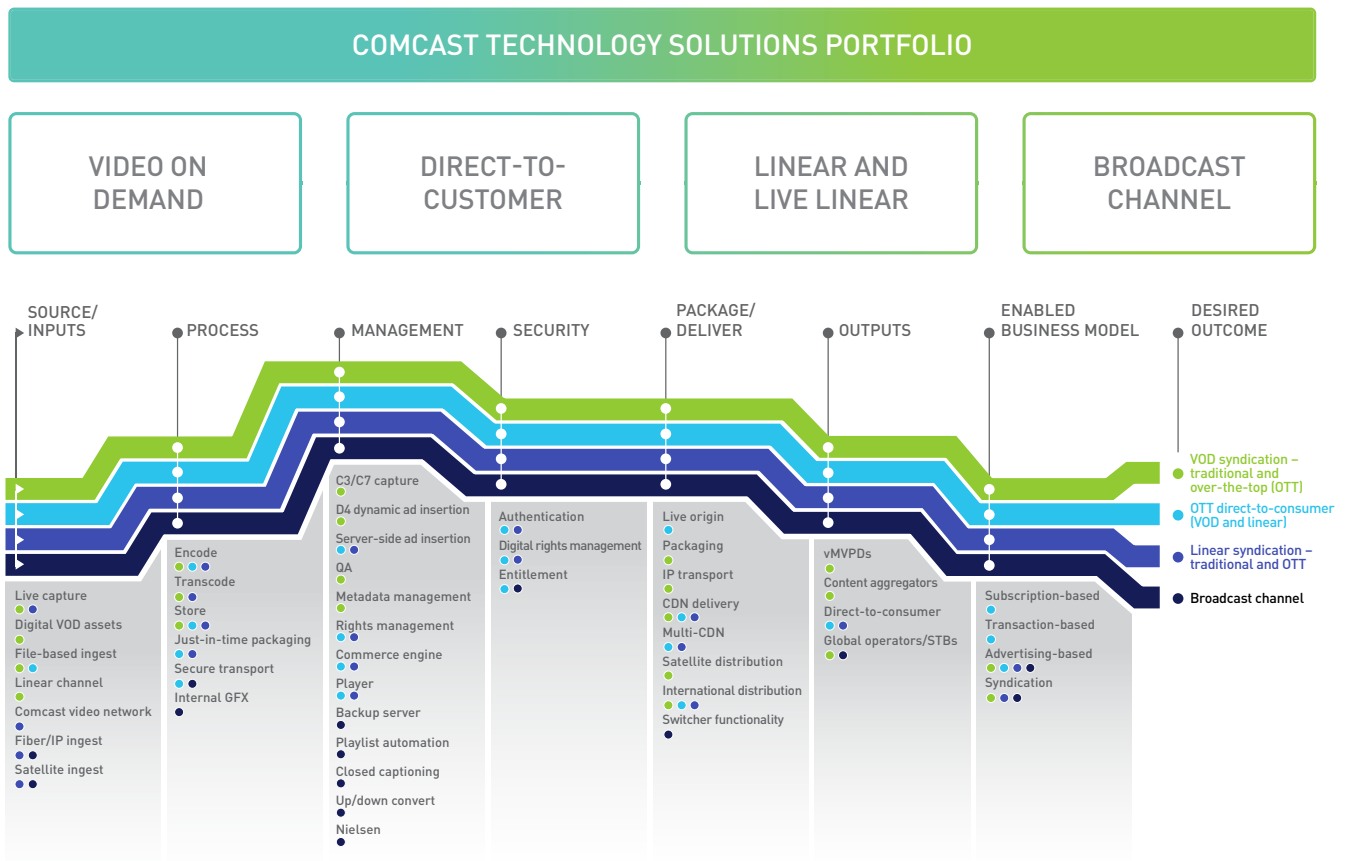 COMCAST TECHNOLOGY SOLUTIONS PORTFOLIO
VIDEO ON
DEMAND
DIRECT-TO-
CUSTOMER
LINEAR AND
LIVE LINEAR
BROADCAST
CHANNEL
SOURCE/
INPUTS
PROCESS
MANAGEMENT
SECURITY
PACKAGE/
DELIVER
OUTPUTS
ENABLED
BUSINESS MODEL
DESIRED
OUTCOME
Live capture
Digital VOD assets
File-based ingest
Linear channel
Comcast video network
Fiber/IP ingest
Satellite ingest
Encode
Transcode
Store
Just-in-time packaging
Secure transport
Internal GFX
C3/C7 capture
D4 dynamic ad insertion
Server-side ad insertion
QA
Metadata management
Rights management
Commerce engine
Player
Backup server
Playlist automation
Closed captioning
Up/down convert
Nielsen
Authentication
Digital rights management
Entitlement
Live origin
Packaging
IP transport
CDN delivery
Multi-CDN
Satellite distribution
International distribution
Switcher functionality
vMVPDs
Content aggregators
Direct-to-consumer
Global operators/STBs
Subscription-based
Transaction-based
Advertising-based
Syndication
VOD syndication –
traditional and
over-the-top (OTT)
OTT direct-to-consumer
(VOD and linear)
Linear syndication –
traditional and OTT
Broadcast channel